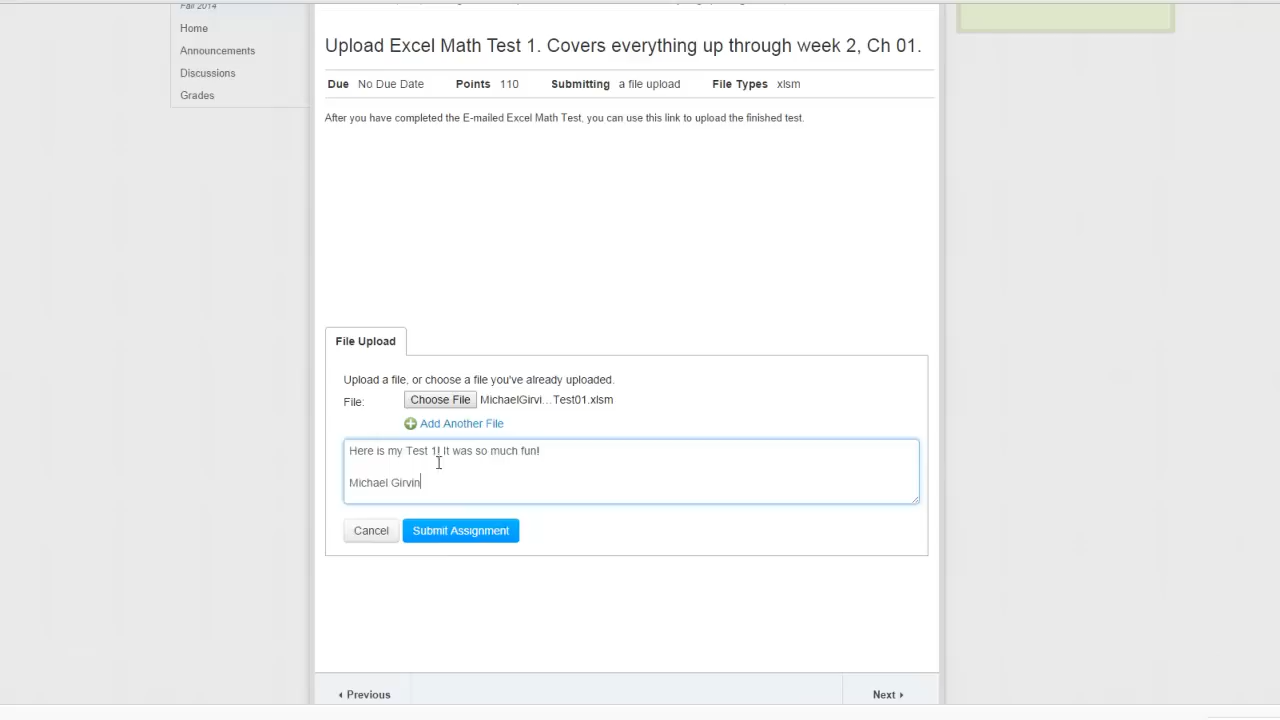 Fall 2014
Home
Announcements
Discussions
Grades
Upload Excel Math Test 1. Covers everything up through week 2, Ch 01.
Due No Due Date Points 110 Submitting a file upload File Types xlsm
After you have completed the E-mailed Excel Math Test, you can use this link to upload the finished test.
File Upload
Upload a file, or choose a file you've already uploaded.
File: Choose File MichaelGirvi...Test01.xlsm
Add Another File
Here is my Test 1! It was so much fun!
Michael Girvin
Cancel Submit Assignment
Previous Next